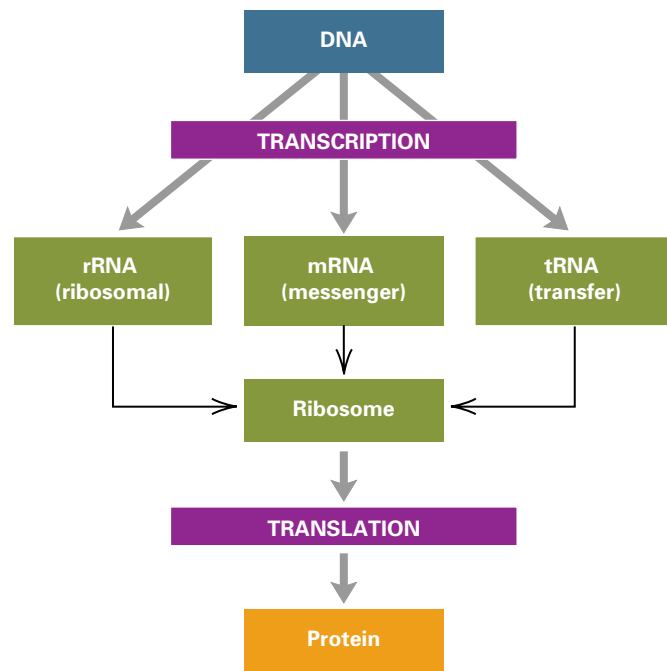 DNA
TRANSCRIPTION
rRNA
(ribosomal)
mRNA
(messenger)
tRNA
(transfer)
Ribosome
TRANSLATION
Protein